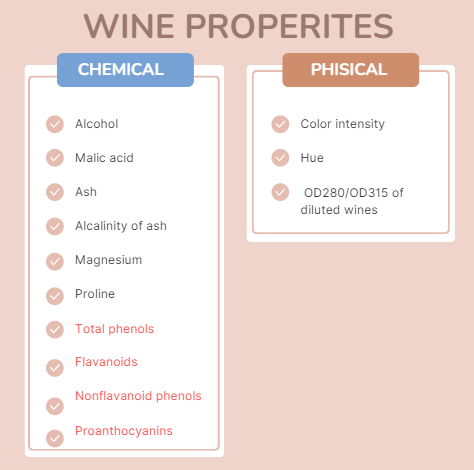 WINE PROPERITES
CHEMICAL
Alcohol
Malic acid
Ash
Alcalinity of ash
Magnesium
Proline
Total phenols
Flavanoids
Nonflavanoid phenols
Proanthocyanins
PHISICAL
Color intensity
Hue
OD280/OD315 of
diluted wines